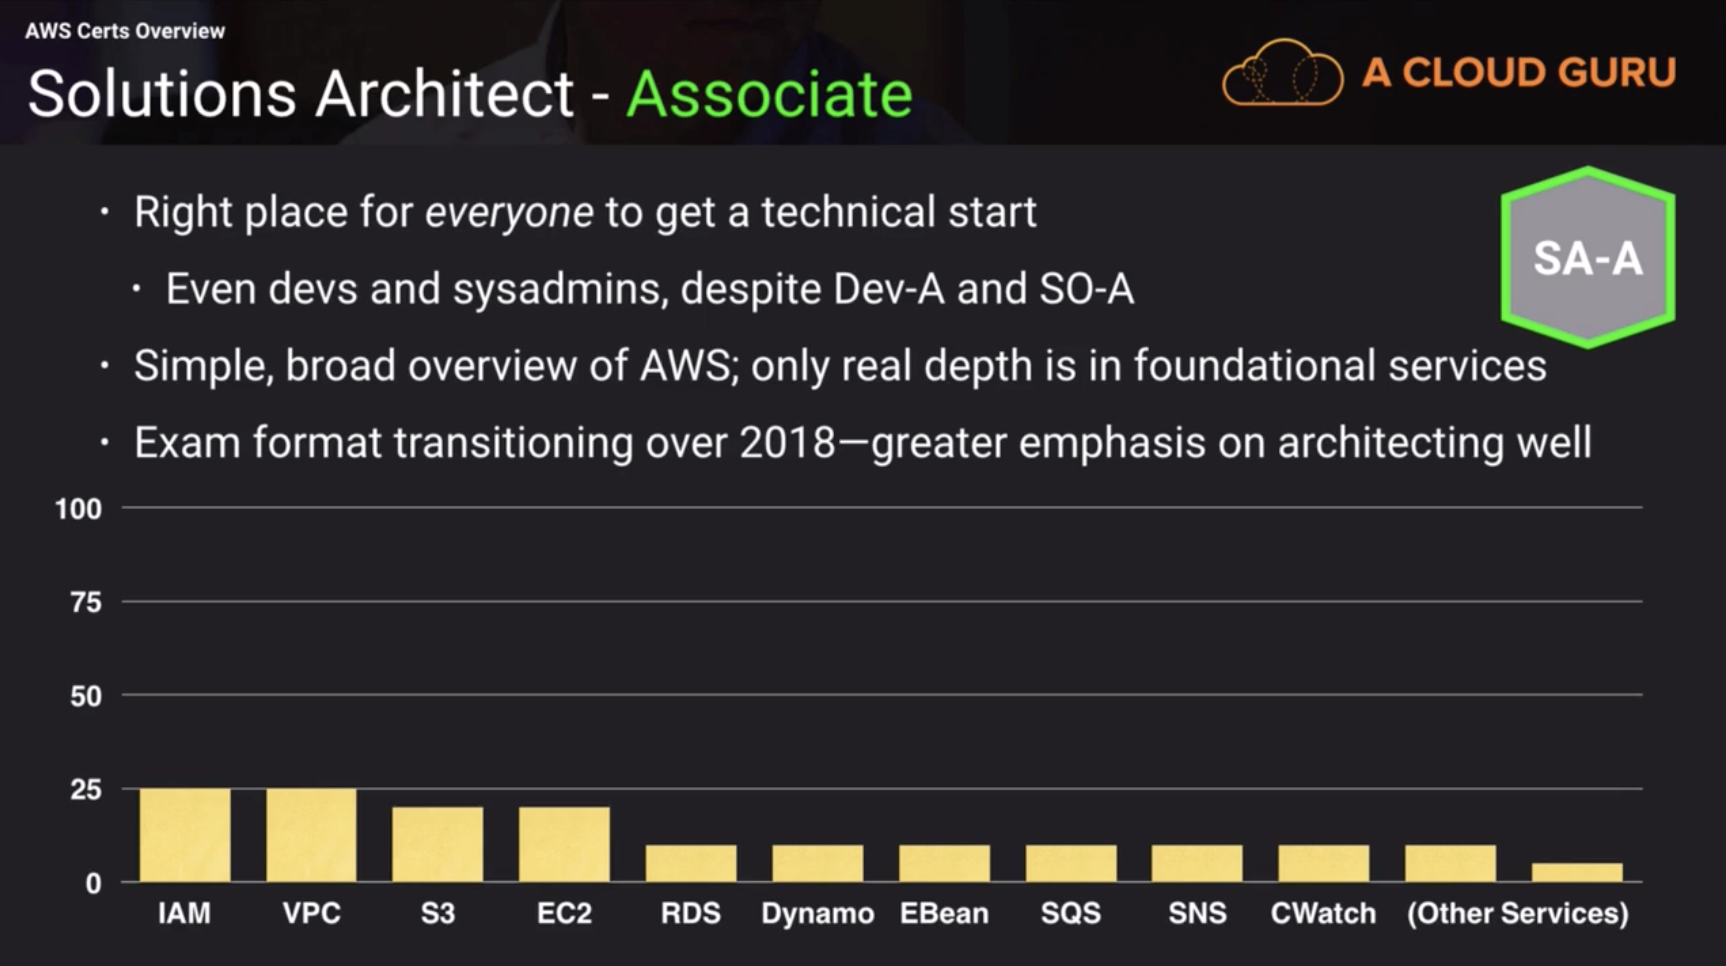 AWS Certs Overview
Solutions Architect - Associate
A CLOUD GURU
• Right place for everyone to get a technical start
• Even devs and sysadmins, despite Dev-A and SO-A
SA-A
• Simple, broad overview of AWS; only real depth is in foundational services
• Exam format transitioning over 2018—greater emphasis on architecting well
100
75
50
25
0
IAM VPC S3 EC2 RDS Dynamo EBean SQS SNS CWatch (Other Services)